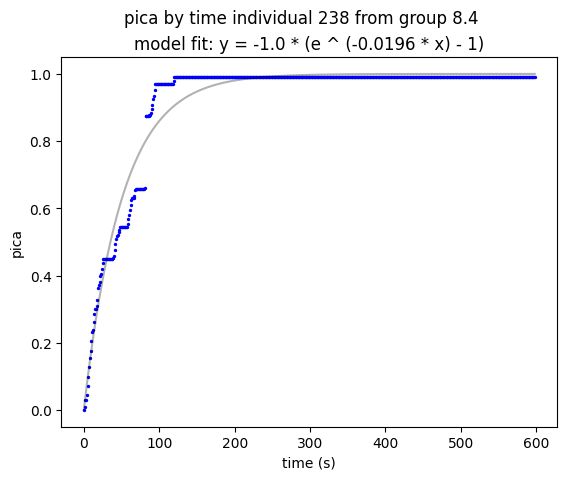 pica by time individual 238 from group 8.4
model fit: y = -1.0 * (e ^ (-0.0196 * x) - 1)
1.0
0.8
0.6
0.4
0.2
0.0
pica
0 100 200 300 400 500 600
time (s)